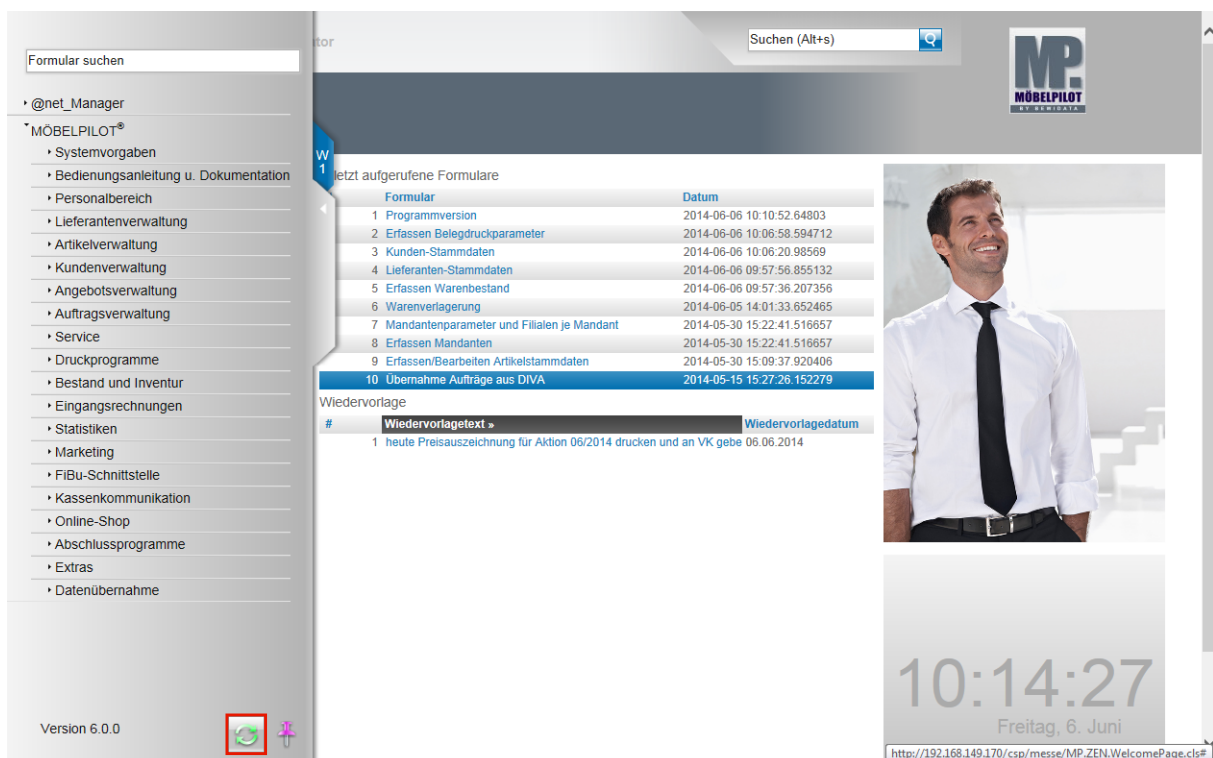 Formular suchen
@net_Manager
MÖBELPILOT®
Systemvorgaben
Bedienungsanleitung u. Dokumentation
Personalbereich
Lieferantenverwaltung
Artikelverwaltung
Kundenverwaltung
Angebotsverwaltung
Auftragsverwaltung
Service
Druckprogramme
Bestand und Inventur
Eingangsrechnungen
Statistiken
Marketing
FiBu-Schnittstelle
Kassenkommunikation
Online-Shop
Abschlussprogramme
Extras
Datenübernahme
Version 6.0.0
W
1
tor
Suchen (Alt+s)
MP.
MÖBELPILOT
BY BEWIDATA
letzt aufgerufene Formulare
Formular Datum
1 Programmversion 2014-06-06 10:10:52.64803
2 Erfassen Belegdruckparameter 2014-06-06 10:06:58.594712
3 Kunden-Stammdaten 2014-06-06 10:06:20.98569
4 Lieferanten-Stammdaten 2014-06-06 09:57:56.855132
5 Erfassen Warenbestand 2014-06-06 09:57:36.207356
6 Warenverlagerung 2014-06-05 14:01:33.652465
7 Mandantenparameter und Filialen je Mandant 2014-05-30 15:22:41.516657
8 Erfassen Mandanten 2014-05-30 15:22:41.516657
9 Erfassen/Bearbeiten Artikelstammdaten 2014-05-30 15:09:37.920406
10 Übernahme Aufträge aus DIVA 2014-05-15 15:27:26.152279
Wiedervorlage
# Wiedervorlagetext » Wiedervorlagedatum
1 heute Preisauszeichnung für Aktion 06/2014 drucken und an VK gebe 06.06.2014
10:14:27
Freitag, 6. Juni
http://192.168.149.170/csp/messe/MP.ZEN.WelcomePage.cls#